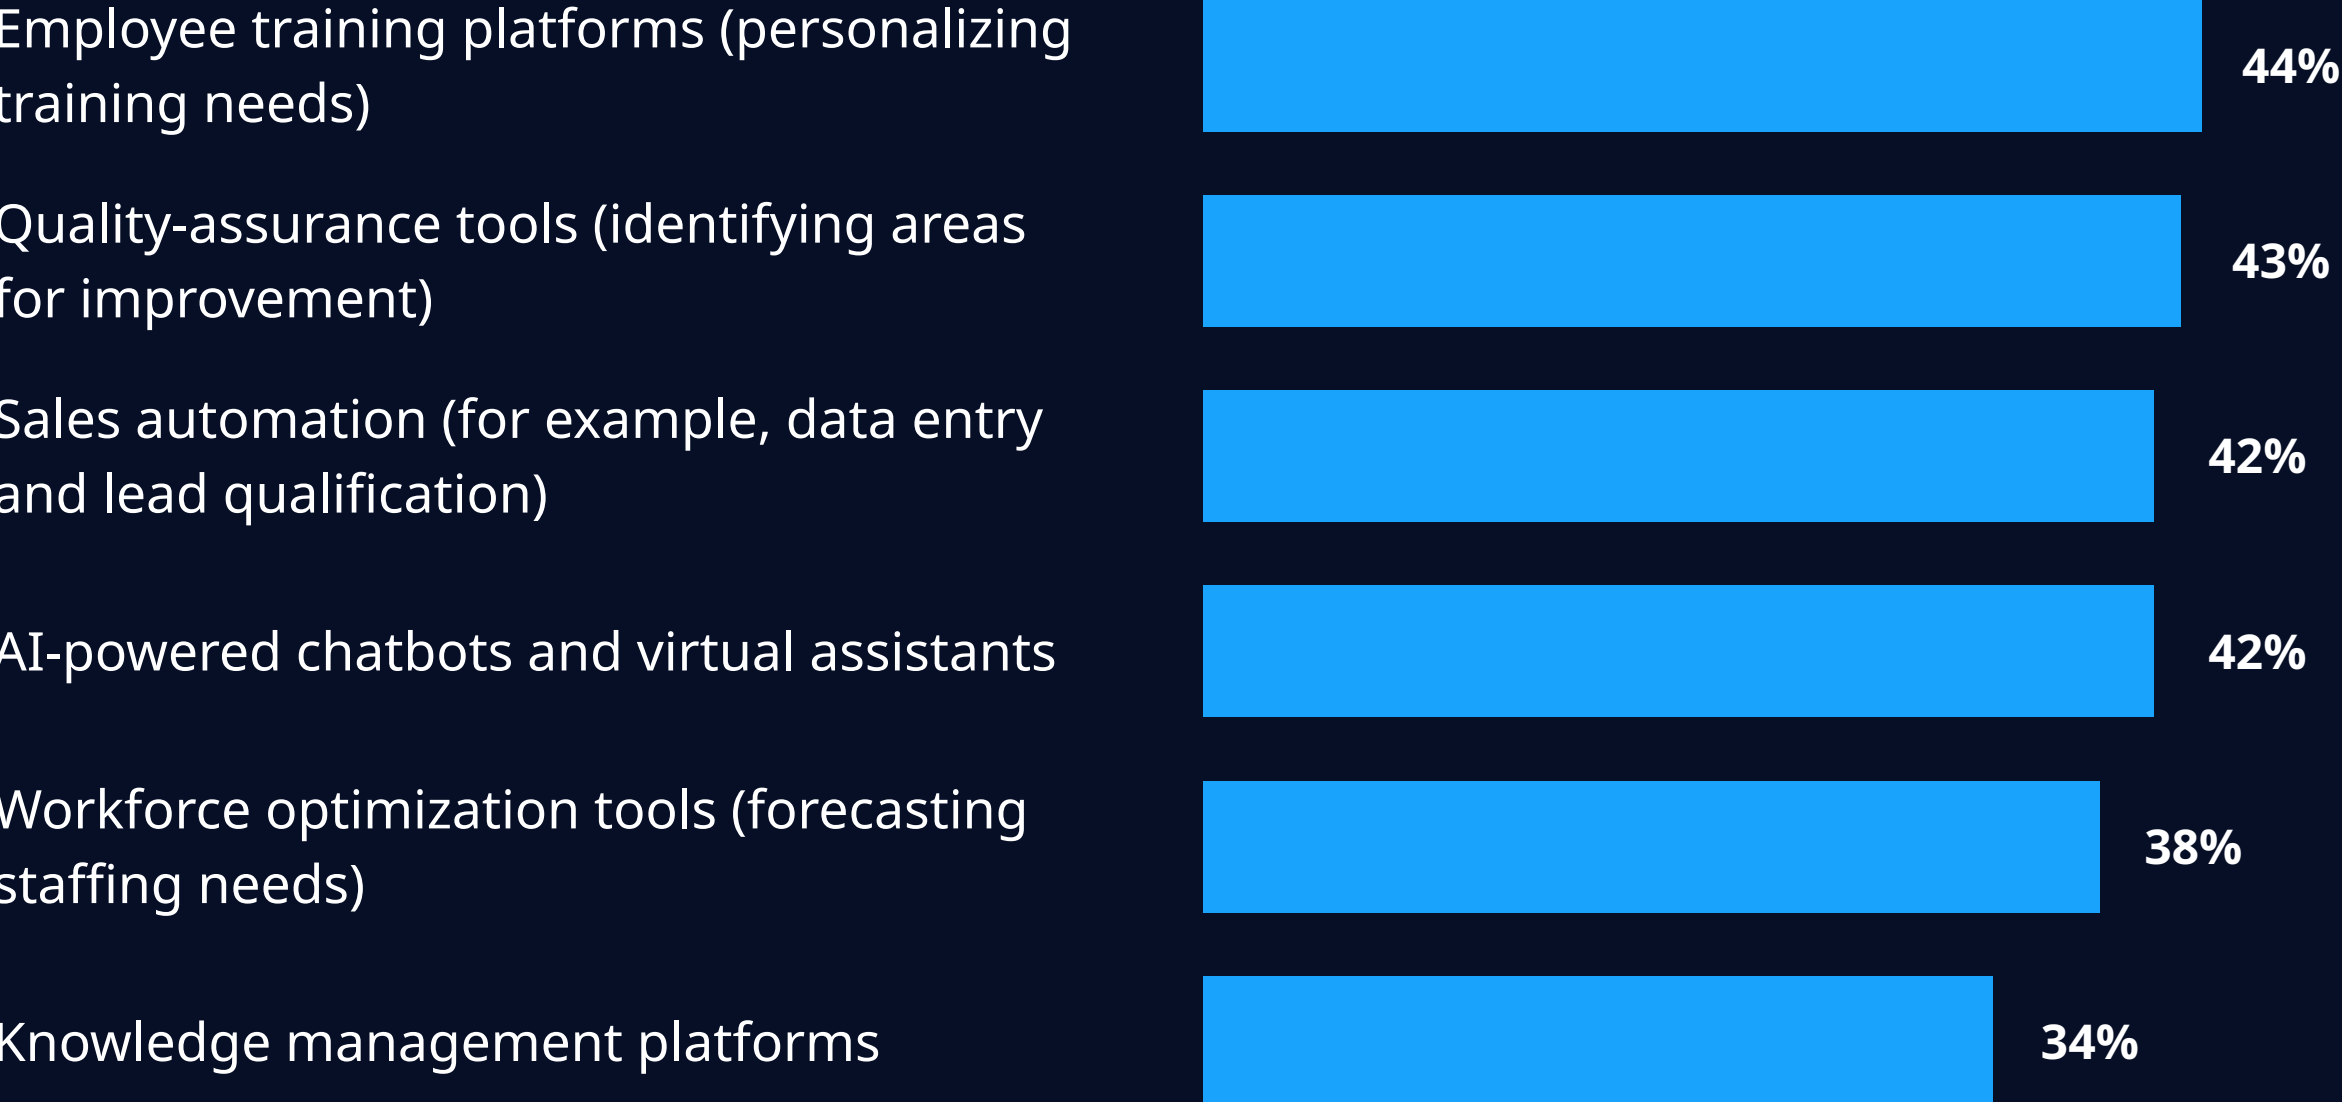 Employee training platforms (personalizing
training needs)
44%
Quality-assurance tools (identifying areas
for improvement)
43%
Sales automation (for example, data entry
and lead qualification)
42%
AI-powered chatbots and virtual assistants
42%
Workforce optimization tools (forecasting
staffing needs)
38%
Knowledge management platforms
34%